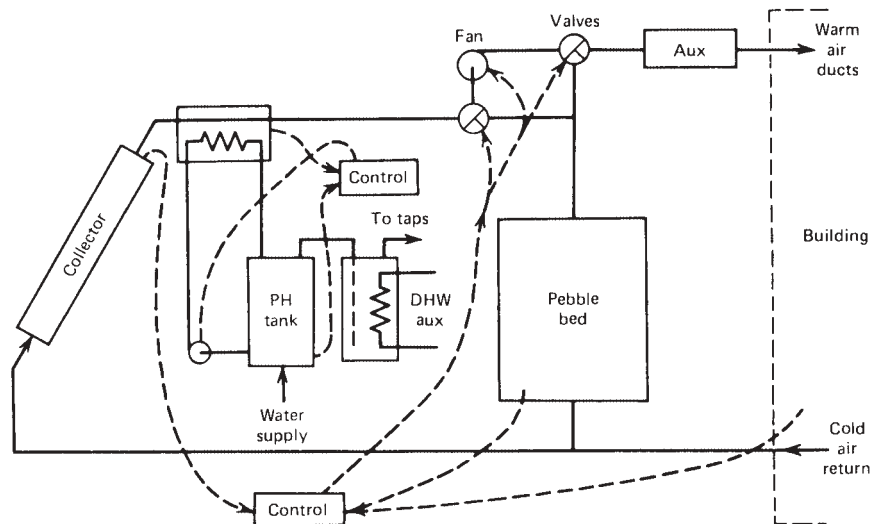 Valves
Fan
Aux
Warm
air
ducts
Control
Collector
To taps
Building
PH
tank
DHW
aux
Pebble
bed
Water
supply
Cold
air
return
Control